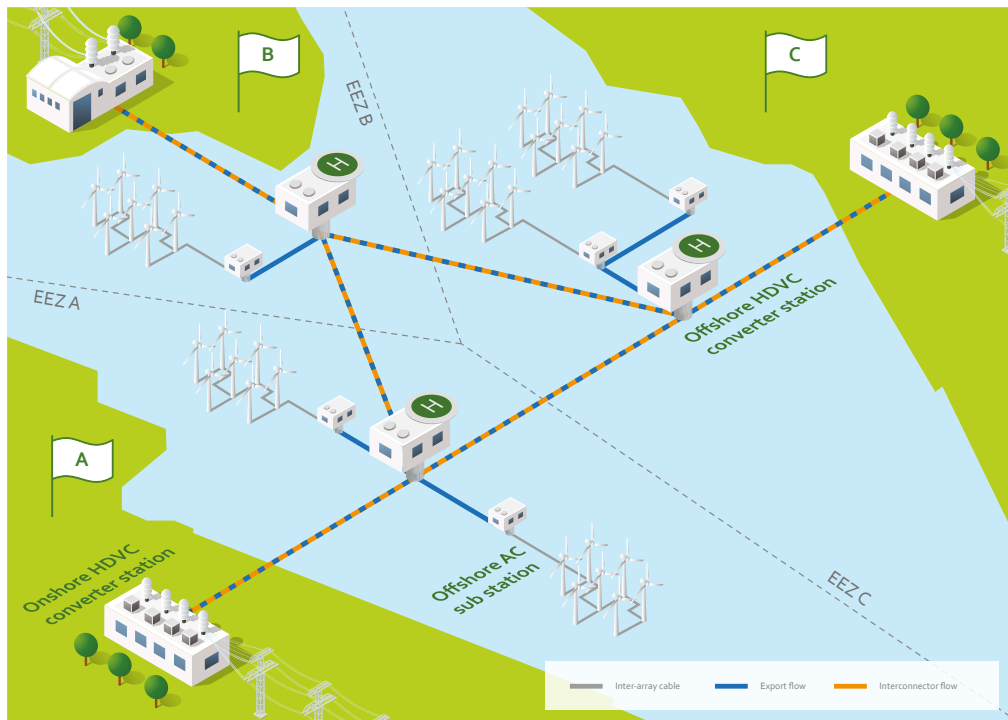 B
C
EEZ B
H
H
EEZ A
Offshore HDVC
converter station
H
A
Onshore HDVC
converter station
Offshore AC
sub station
EEZ C
Inter-array cable
Export flow
Interconnector flow